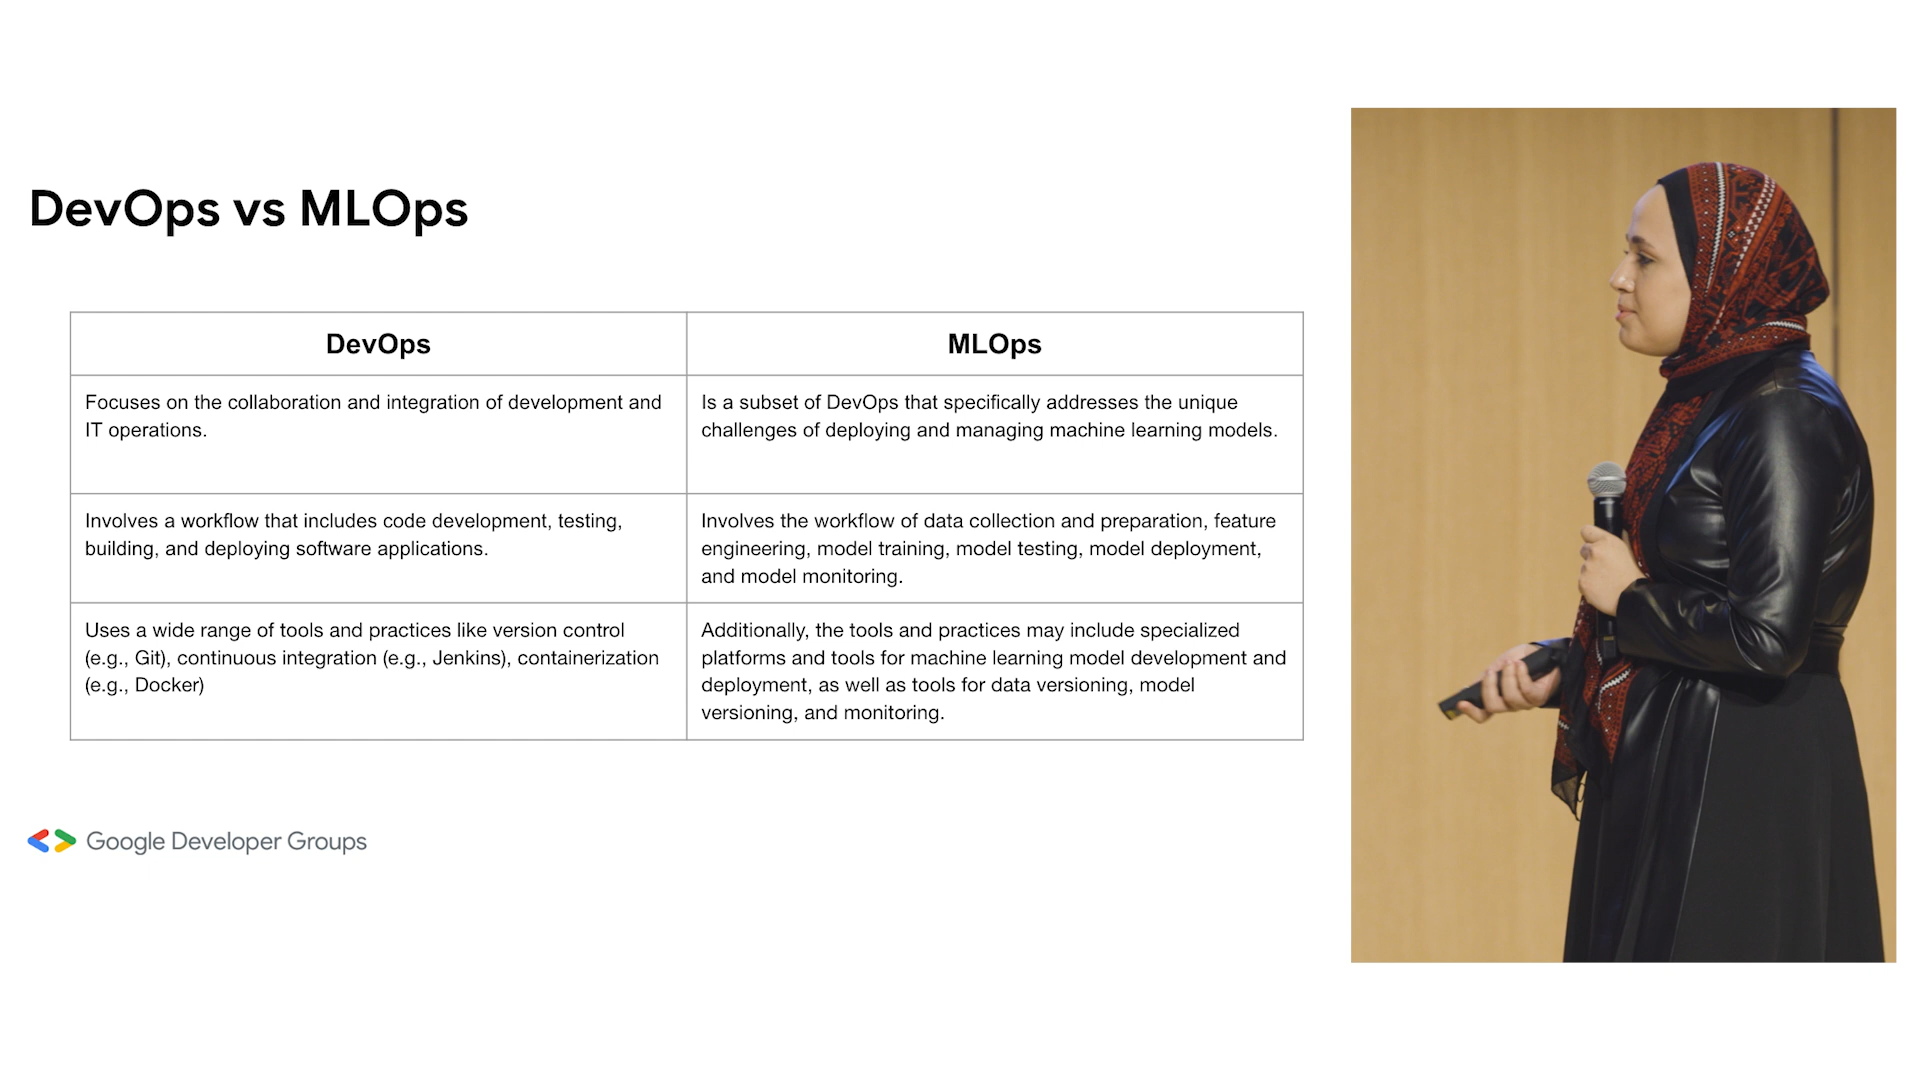 DevOps vs MLOps
DevOps
MLOps
Focuses on the collaboration and integration of development and
IT operations.
Is a subset of DevOps that specifically addresses the unique
challenges of deploying and managing machine learning models.
Involves a workflow that includes code development, testing,
building, and deploying software applications.
Involves the workflow of data collection and preparation, feature
engineering, model training, model testing, model deployment,
and model monitoring.
Uses a wide range of tools and practices like version control
(e.g., Git), continuous integration (e.g., Jenkins), containerization
(e.g., Docker)
Additionally, the tools and practices may include specialized
platforms and tools for machine learning model development and
deployment, as well as tools for data versioning, model
versioning, and monitoring.
Google Developer Groups